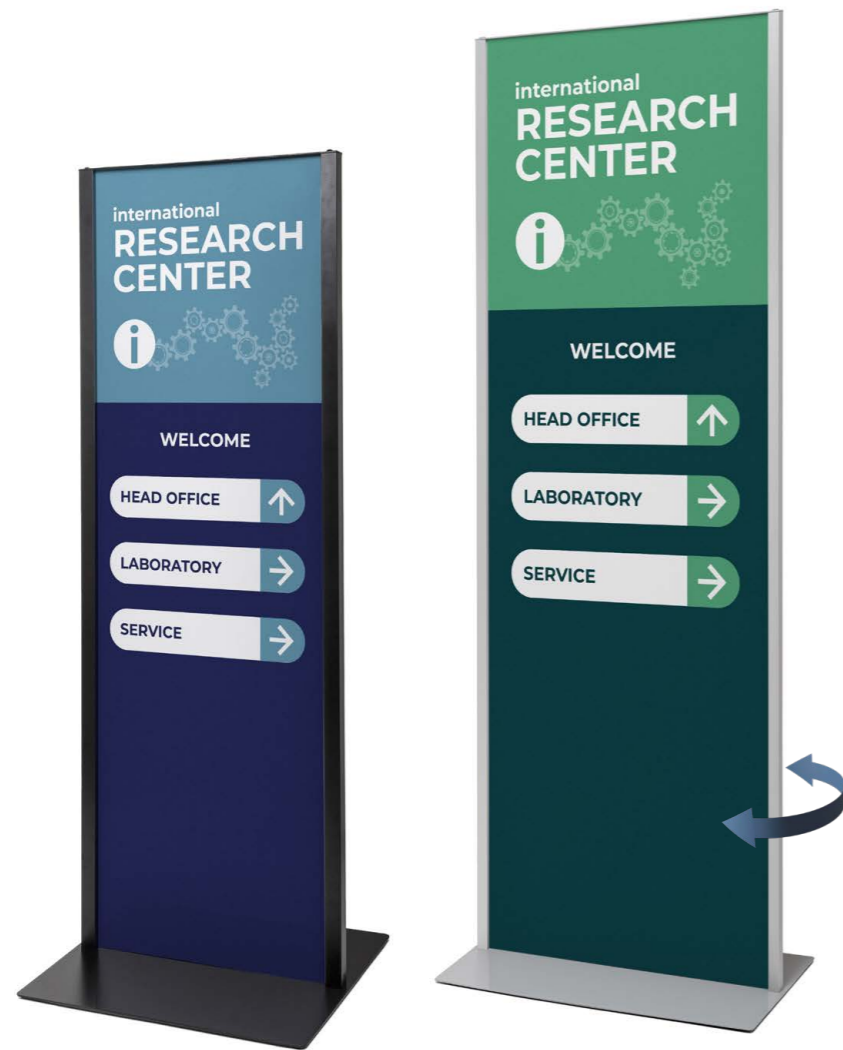 international
RESEARCH
CENTER
i
WELCOME
HEAD OFFICE
LABORATORY
SERVICE
international
RESEARCH
CENTER
i
WELCOME
HEAD OFFICE
LABORATORY
SERVICE